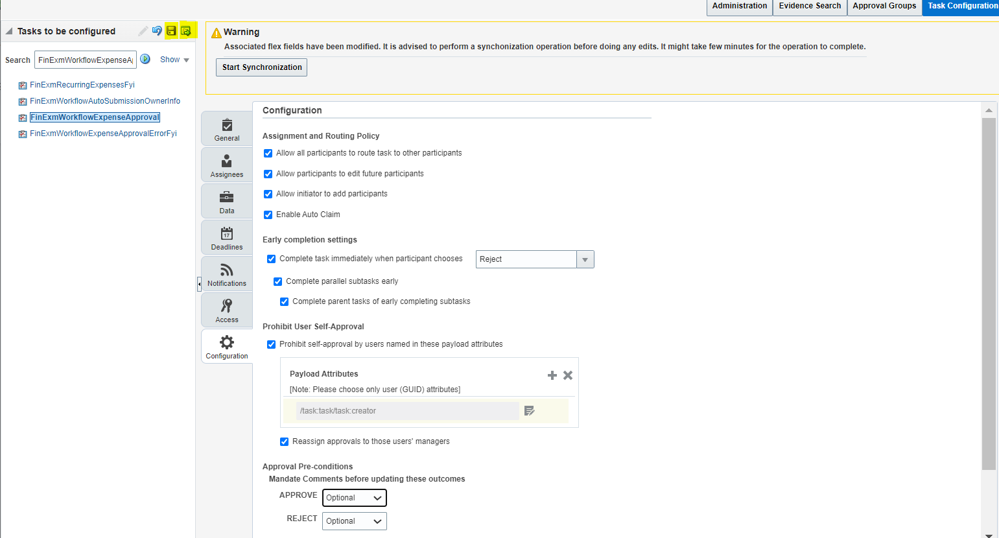 Administration
Evidence Search
Approval Groups
Task Configuration
Tasks to be configured
Search
FinExmWorkflowExpenseA
Show
FinExmRecurringExpensesFyi
FinExmWorkflowAutoSubmissionOwnerInfo
FinExmWorkflowExpenseApproval
FinExmWorkflowExpenseApprovalErrorFyi
Warning
Associated flex fields have been modified. It is advised to perform a synchonization operation before doing any edits. It might take few minutes for the operation to complete.
Start Synchronization
General
Assignees
Data
17
Deadlines
Notifications
Access
Configuration
Configuration
Assignment and Routing Policy
Allow all participants to route task to other participants
Allow participants to edit future participants
Allow initiator to add participants
Enable Auto Claim
Early completion settings
Complete task immediately when participant chooses
Reject
Complete parallel subtasks early
Complete parent tasks of early completing subtasks
Prohibit User Self-Approval
Prohibit self-approval by users named in these payload attributes
Payload Attributes
[Note: Please choose only user (GUID) attributes]
/task:task/task:creator
Reassign approvals to those users' managers
Approval Pre-conditions
Mandate Comments before updating these outcomes
APPROVE Optional
REJECT Optional